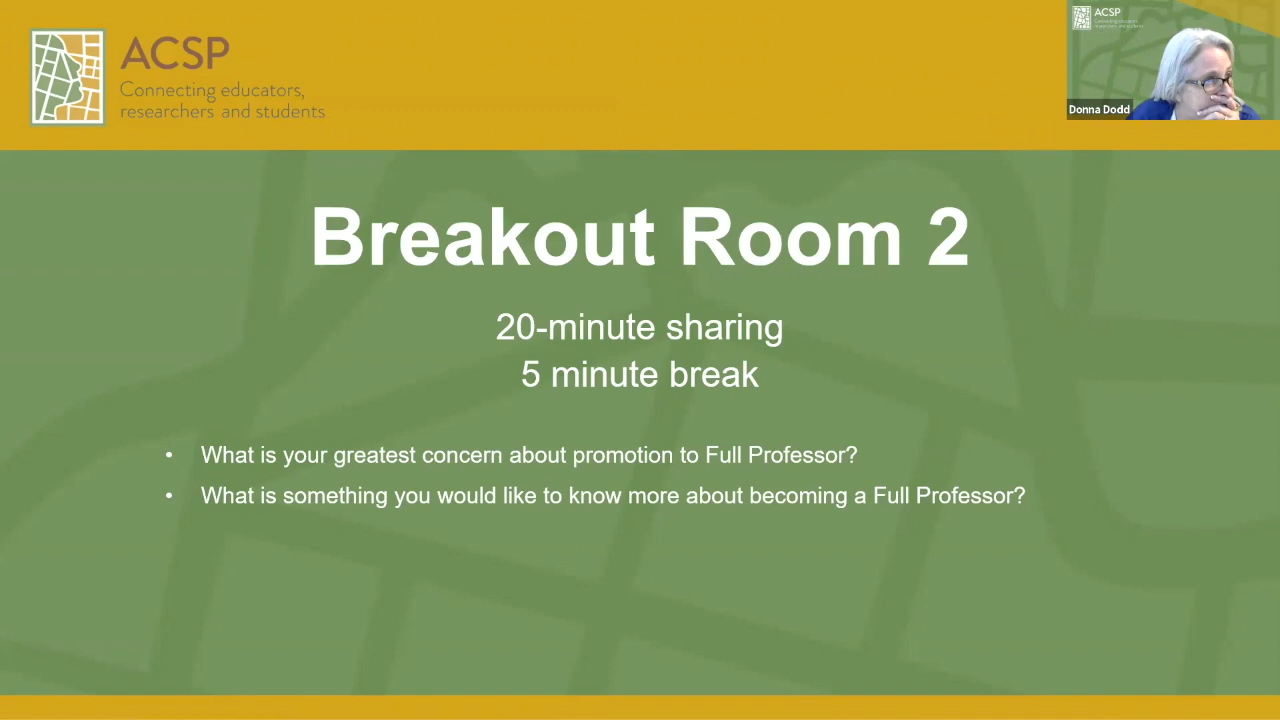 ACSP
Connecting educators,
researchers and students
ACSP
Donna Dodd
Breakout Room 2
20-minute sharing
5 minute break
• What is your greatest concern about promotion to Full Professor?
• What is something you would like to know more about becoming a Full Professor?